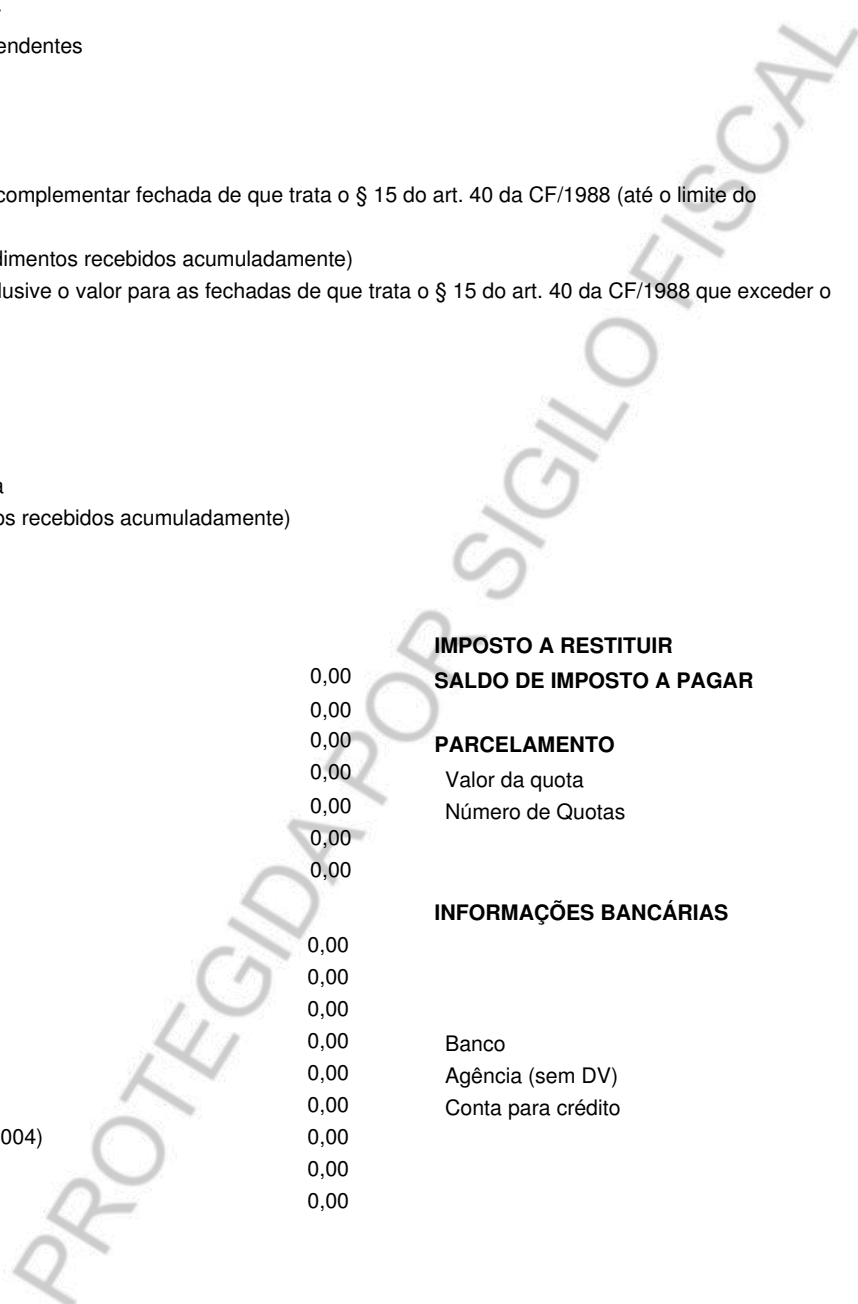 endentes
complementar fechada de que trata o § 15 do art. 40 da CF/1988 (até o limite do
dimentos recebidos acumuladamente)
lusive o valor para as fechadas de que trata o § 15 do art. 40 da CF/1988 que exceder o
a
os recebidos acumuladamente)
IMPOSTO A RESTITUIR
0,00 SALDO DE IMPOSTO A PAGAR
0,00
0,00 PARCELAMENTO
0,00 Valor da quota
0,00 Número de Quotas
0,00
0,00
INFORMAÇÕES BANCÁRIAS
0,00
0,00
0,00
0,00 Banco
0,00 Agência (sem DV)
0,00 Conta para crédito
004) 0,00
0,00
0,00
PROTEGIDA POR SIGILO FISCAL